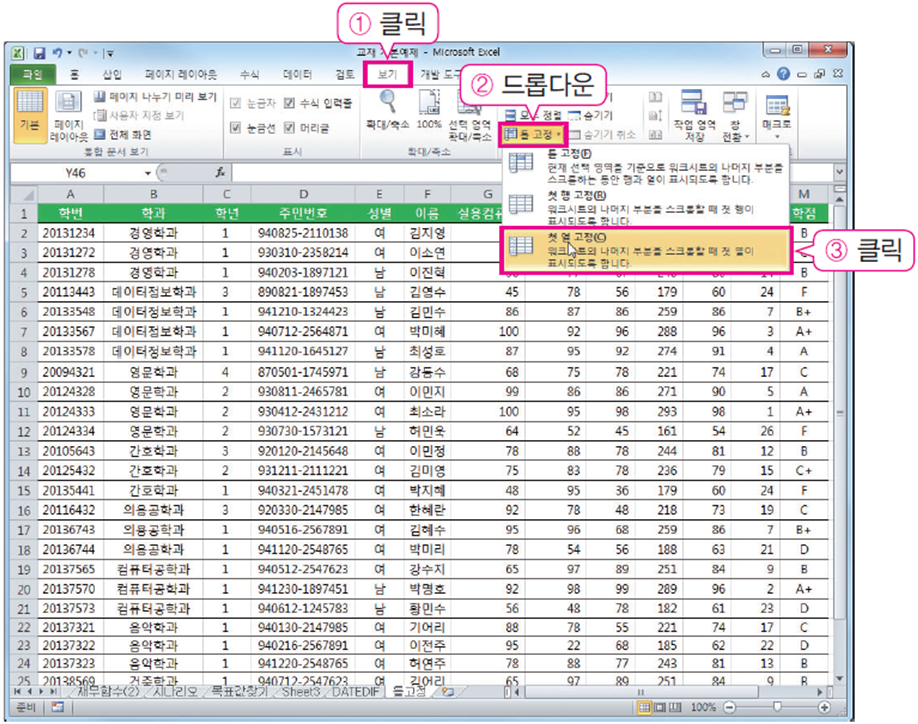 ① 클릭
교재 기본예제 - Microsoft Excel
파일 홈 삽입 페이지 레이아웃 수식 데이터 검토 보기 개발 도구
② 드롭다운
기본
페이지 레이아웃
페이지 나누기 미리 보기
사용자 지정 보기
전체 화면
통합 문서 보기
눈금자 수식 입력줄
눈금선 머리글
표시
확대/축소 100% 선택 영역 확대/축소
확대/축소
모두 정렬 숨기기
틀 고정 숨기기 취소
작업 영역 저장
창 전환
매크로
틀 고정(F)
현재 선택 영역을 기준으로 워크시트의 나머지 부분을
스크롤하는 동안 행과 열이 표시되도록 합니다.
첫 행 고정(R)
워크시트의 나머지 부분을 스크롤할 때 첫 행이
표시되도록 합니다.
첫 열 고정(C)
워크시트의 나머지 부분을 스크롤할 때 첫 열이
표시되도록 합니다.
③ 클릭
Y46 fx
A B C D E F G M
1 학번 학과 학년 주민번호 성별 이름 실용컴퓨 학점
2 20131234 경영학과 1 940825-2110138 여 김지영 B
3 20131272 경영학과 1 930310-2358214 여 이소연
4 20131278 경영학과 1 940203-1897121 남 이진혁 B
5 20113443 데이터정보학과 3 890821-1897453 남 김영수 45 78 56 179 60 24 F
6 20133548 데이터정보학과 1 941210-1324423 남 김민수 86 87 86 259 86 7 B+
7 20133567 데이터정보학과 1 940712-2564871 여 박미혜 100 92 96 288 96 3 A+
8 20133578 데이터정보학과 1 941120-1645127 남 최성호 87 95 92 274 91 4 A
9 20094321 영문학과 4 870501-1745971 남 강동수 68 75 78 221 74 17 C
10 20124328 영문학과 2 930811-2465781 여 이민지 99 86 86 271 90 5 A
11 20124333 영문학과 2 930412-2431212 여 최소라 100 95 98 293 98 1 A+
12 20124334 영문학과 2 930730-1573121 남 허민욱 64 52 45 161 54 26 F
13 20105643 간호학과 3 920120-2145648 여 이민정 78 88 78 244 81 12 B
14 20125432 간호학과 2 931211-2111221 여 김미영 75 83 78 236 79 15 C+
15 20135441 간호학과 1 940321-2451478 여 박지혜 48 95 36 179 60 24 F
16 20116432 의용공학과 3 920330-2147985 여 한혜란 92 78 48 218 73 19 C
17 20136743 의용공학과 1 940516-2567891 여 김혜수 95 96 68 259 86 7 B+
18 20136744 의용공학과 1 941120-2548765 여 박미리 78 54 56 188 63 21 D
19 20137565 컴퓨터공학과 1 940512-2547623 여 강수지 65 97 89 251 84 9 B
20 20137570 컴퓨터공학과 1 941230-1897451 남 박명호 92 98 99 289 96 2 A+
21 20137573 컴퓨터공학과 1 940612-1245783 남 황민수 56 48 78 182 61 23 D
22 20137321 음악학과 1 940130-2147985 여 기어리 88 78 55 221 74 17 C
23 20137322 음악학과 1 940216-2567891 여 이전주 95 22 68 185 62 22 D
24 20137323 음악학과 1 941220-2548765 여 허연주 78 88 77 243 81 13 B
25 20138569 건축학과 1 940712-2547623 여 김어리 65 97 89 251 84 9 B
재무함수(2) 시나리오 목표값찾기 Sheet3 DATEDIF 틀고정
준비 100%